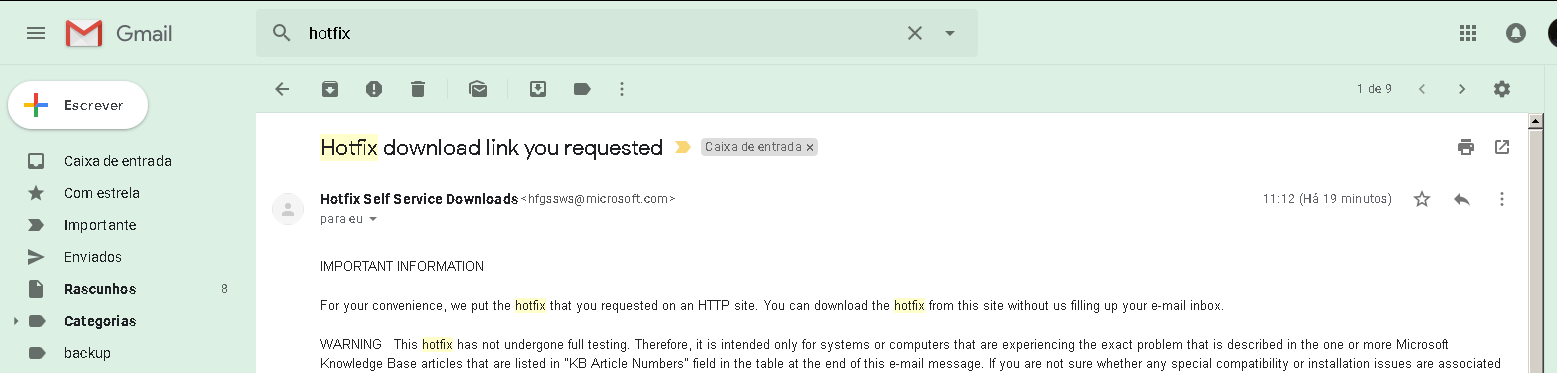 Gmail
hotfix
Escrever
1 de 9
Hotfix download link you requested
Caixa de entrada x
Caixa de entrada
Hotfix Self Service Downloads <hfgssws@microsoft.com>
11:12 (Há 19 minutos)
Com estrela
para eu
Importante
Enviados
IMPORTANT INFORMATION
Rascunhos 8
For your convenience, we put the hotfix that you requested on an HTTP site. You can download the hotfix from this site without us filling up your e-mail inbox.
Categorias
WARNING This hotfix has not undergone full testing. Therefore, it is intended only for systems or computers that are experiencing the exact problem that is described in the one or more Microsoft
backup
Knowledge Base articles that are listed in "KB Article Numbers" field in the table at the end of this e-mail message. If you are not sure whether any special compatibility or installation issues are associated